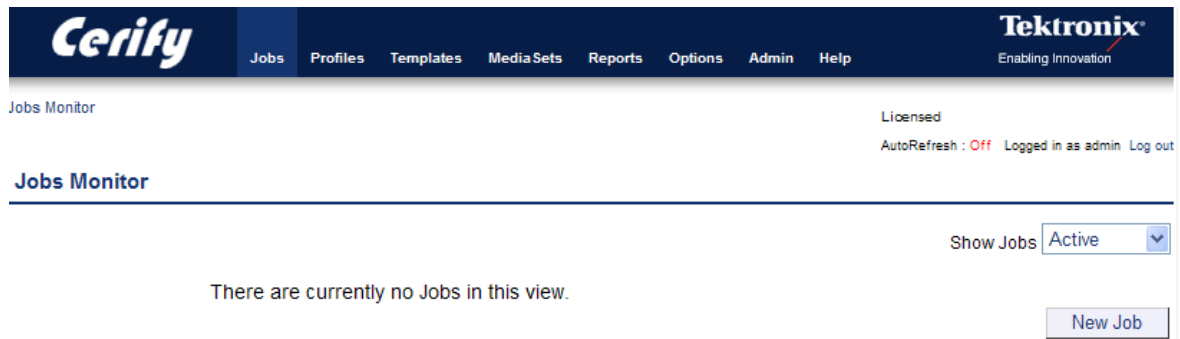 Cerify
Jobs Profiles Templates MediaSets Reports Options Admin Help
Tektronix
Enabling Innovation
Jobs Monitor
Licensed
AutoRefresh : Off Logged in as admin Log out
Jobs Monitor
Show Jobs Active
There are currently no Jobs in this view.
New Job